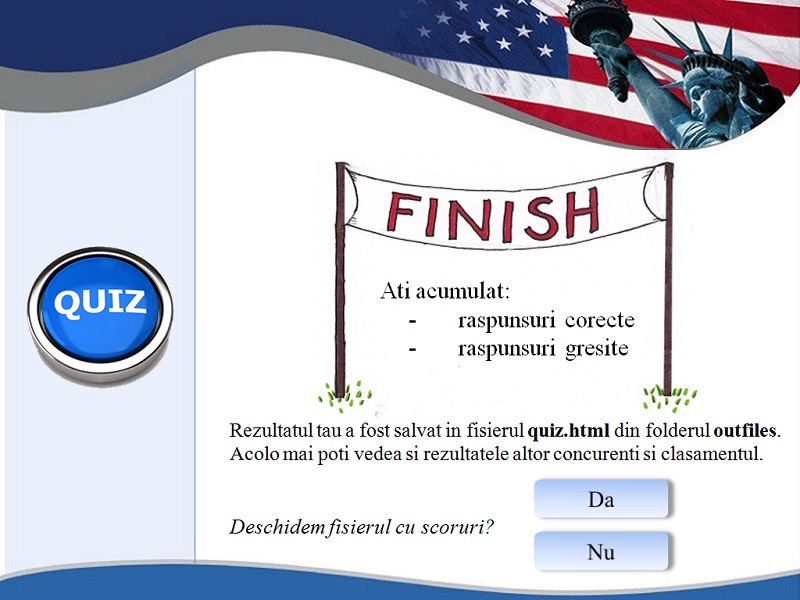 FINISH
QUIZ
Ati acumulat:
- raspunsuri corecte
- raspunsuri gresite
Rezultatul tau a fost salvat in fisierul quiz.html din folderul outfiles.
Acolo mai poti vedea si rezultatele altor concurenti si clasamentul.
Deschidem fisierul cu scoruri?
Da
Nu